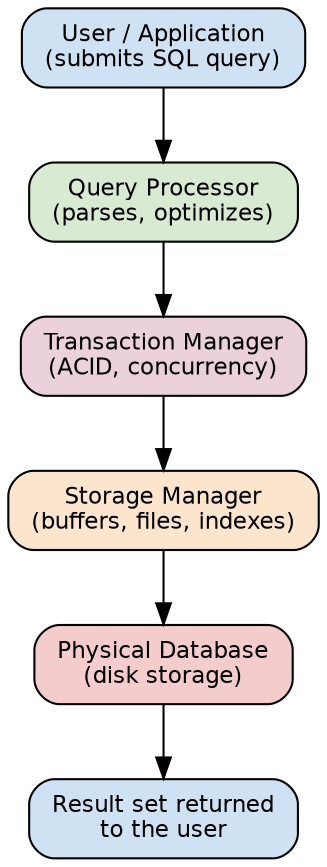 User / Application
(submits SQL query)
Query Processor
(parses, optimizes)
Transaction Manager
(ACID, concurrency)
Storage Manager
(buffers, files, indexes)
Physical Database
(disk storage)
Result set returned
to the user